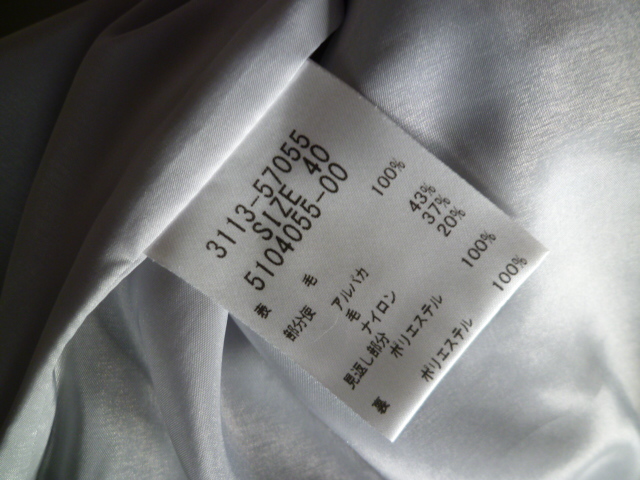 3113-57055
SIZE 40
5104055-00
表 毛 100%
部分使 アルパカ 43%
毛 37%
ナイロン 20%
見返し部分
ポリエステル 100%
裏 ポリエステル 100%